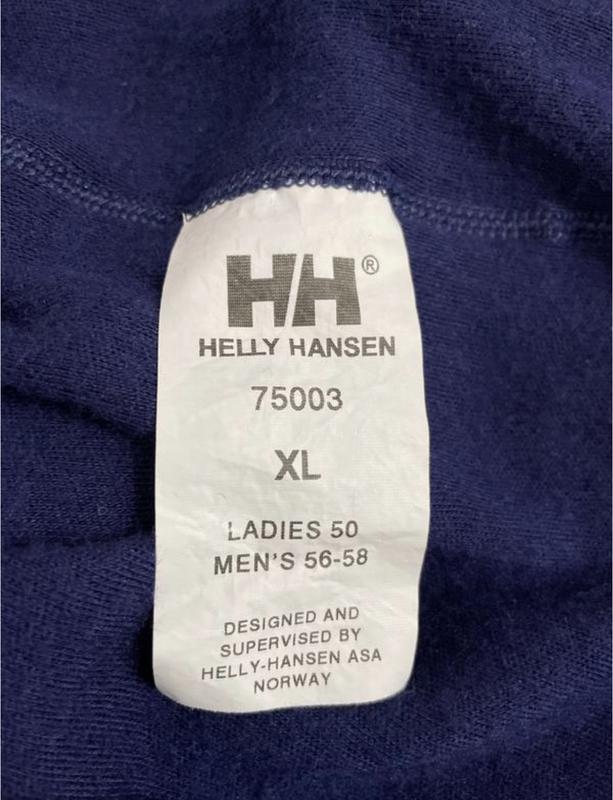 HH®
HELLY HANSEN
75003
XL
LADIES 50
MEN'S 56-58
DESIGNED AND
SUPERVISED BY
HELLY-HANSEN ASA
NORWAY